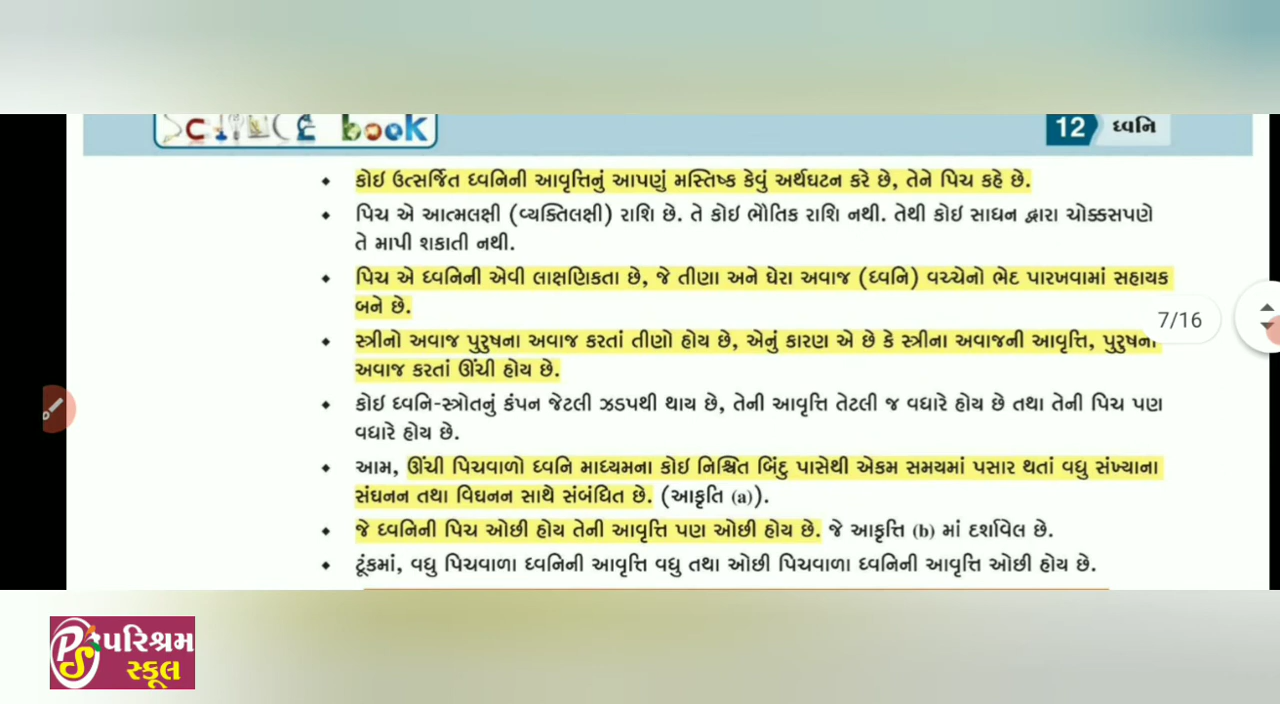 SCIENCE book
12 ધ્વનિ
♦ કોઇ ઉત્સર્જિત ધ્વનિની આવૃત્તિનું આપણું મસ્તિષ્ક કેવું અર્થઘટન કરે છે, તેને પિચ કહે છે.
♦ પિચ એ આત્મલક્ષી (વ્યક્તિલક્ષી) રાશિ છે. તે કોઇ ભૌતિક રાશિ નથી. તેથી કોઇ સાધન દ્વારા ચોક્કસપણે
તે માપી શકાતી નથી.
♦ પિચ એ ધ્વનિની એવી લાક્ષણિકતા છે, જે તીણા અને ઘેરા અવાજ (ધ્વનિ) વચ્ચેનો ભેદ પારખવામાં સહાયક
બને છે.
7/16
♦ સ્ત્રીનો અવાજ પુરુષના અવાજ કરતાં તીણો હોય છે, એનું કારણ એ છે કે સ્ત્રીના અવાજની આવૃત્તિ, પુરુષના
અવાજ કરતાં ઊંચી હોય છે.
♦ કોઇ ધ્વનિ-સ્ત્રોતનું કંપન જેટલી ઝડપથી થાય છે, તેની આવૃત્તિ તેટલી જ વધારે હોય છે તથા તેની પિચ પણ
વધારે હોય છે.
♦ આમ, ઊંચી પિચવાળો ધ્વનિ માધ્યમના કોઇ નિશ્ચિત બિંદુ પાસેથી એકમ સમયમાં પસાર થતાં વધુ સંખ્યાના
સંઘનન તથા વિઘનન સાથે સંબંધિત છે. (આકૃતિ (a)).
♦ જે ધ્વનિની પિચ ઓછી હોય તેની આવૃત્તિ પણ ઓછી હોય છે. જે આકૃત્તિ (b) માં દર્શાવેલ છે.
♦ ટૂંકમાં, વધુ પિચવાળા ધ્વનિની આવૃત્તિ વધુ તથા ઓછી પિચવાળા ધ્વનિની આવૃત્તિ ઓછી હોય છે.
PS પરિશ્રમ
સ્કૂલ